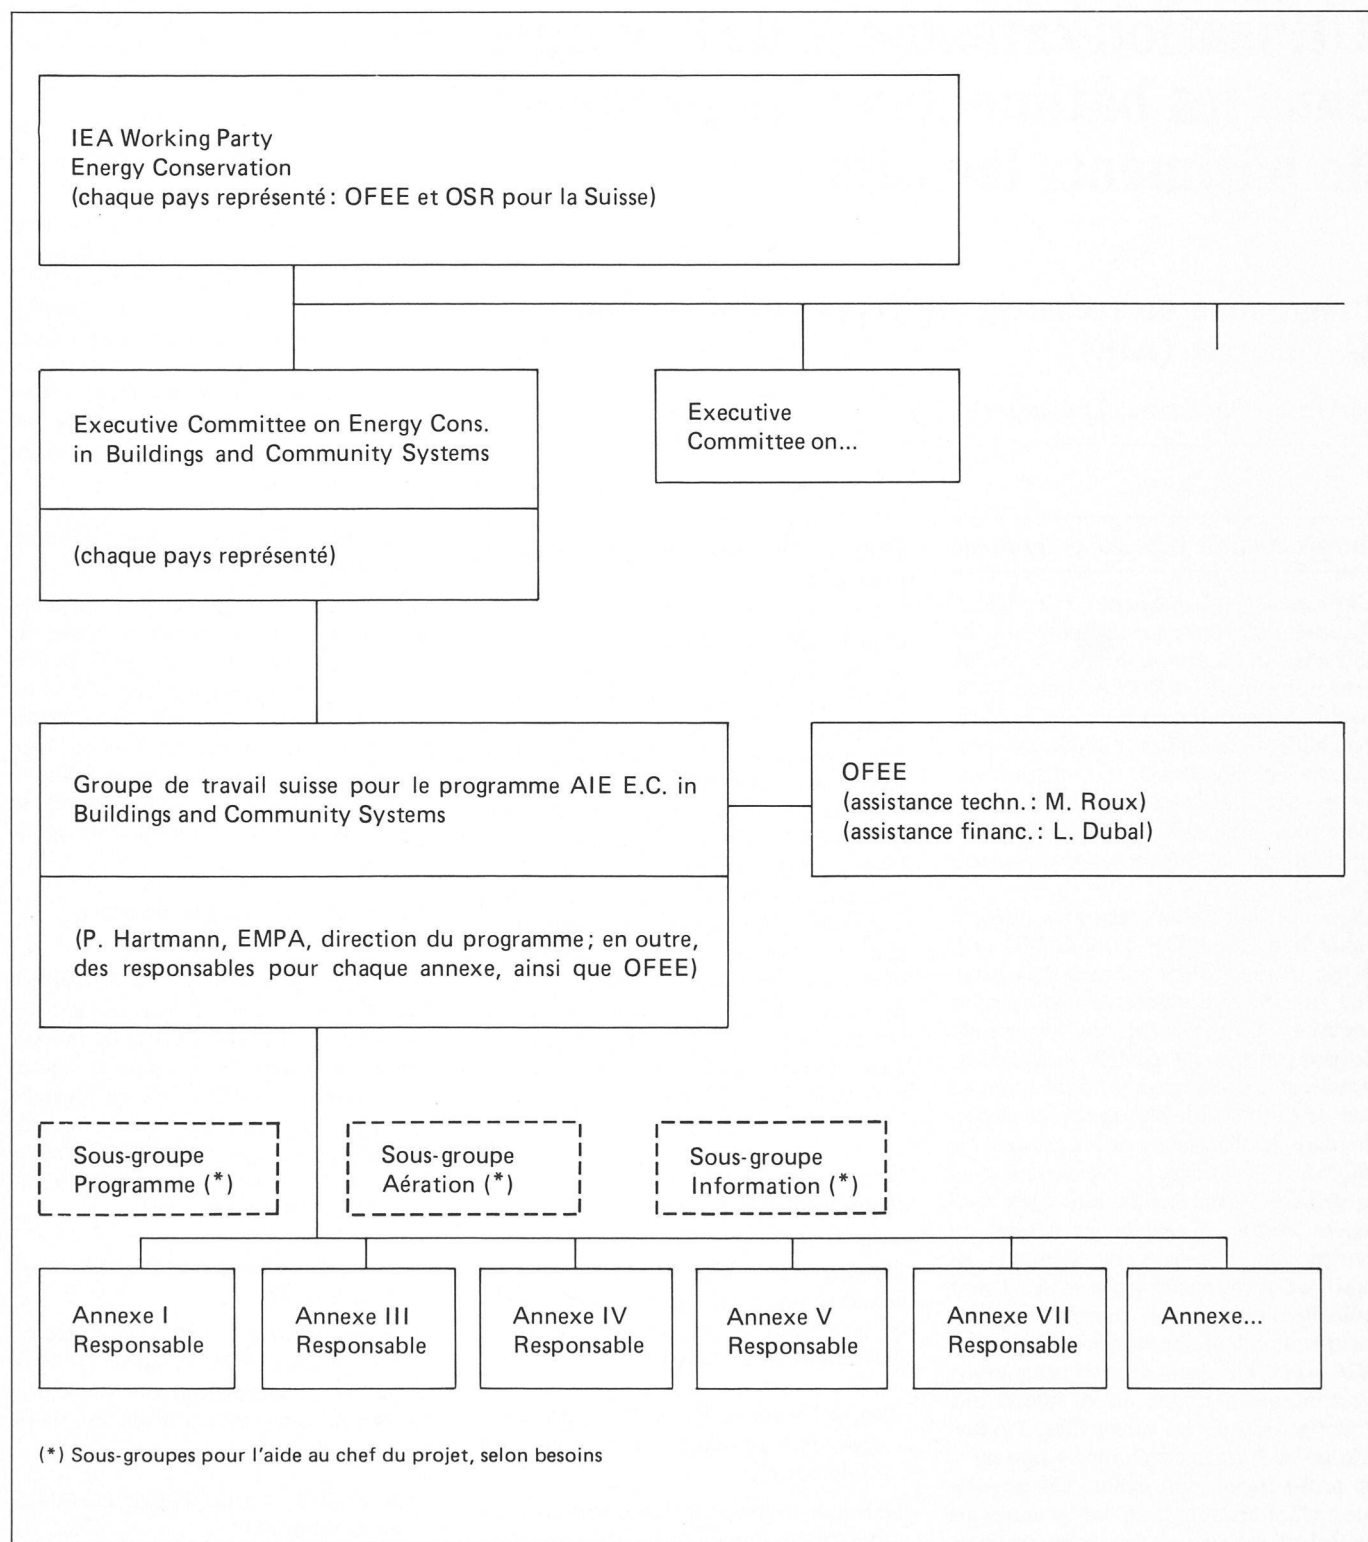 IEA Working Party
Energy Conservation
(chaque pays représenté : OFEE et OSR pour la Suisse)
Executive Committee on Energy Cons.
in Buildings and Community Systems
(chaque pays représenté)
Executive
Committee on...
Groupe de travail suisse pour le programme AIE E.C. in
Buildings and Community Systems
(P. Hartmann, EMPA, direction du programme; en outre,
des responsables pour chaque annexe, ainsi que OFEE)
OFEE
(assistance techn.: M. Roux)
(assistance financ.: L. Dubal)
Sous-groupe
Programme (*)
Sous-groupe
Aération (*)
Sous-groupe
Information (*)
Annexe I
Responsable
Annexe III
Responsable
Annexe IV
Responsable
Annexe V
Responsable
Annexe VII
Responsable
Annexe...
(*) Sous-groupes pour l'aide au chef du projet, selon besoins